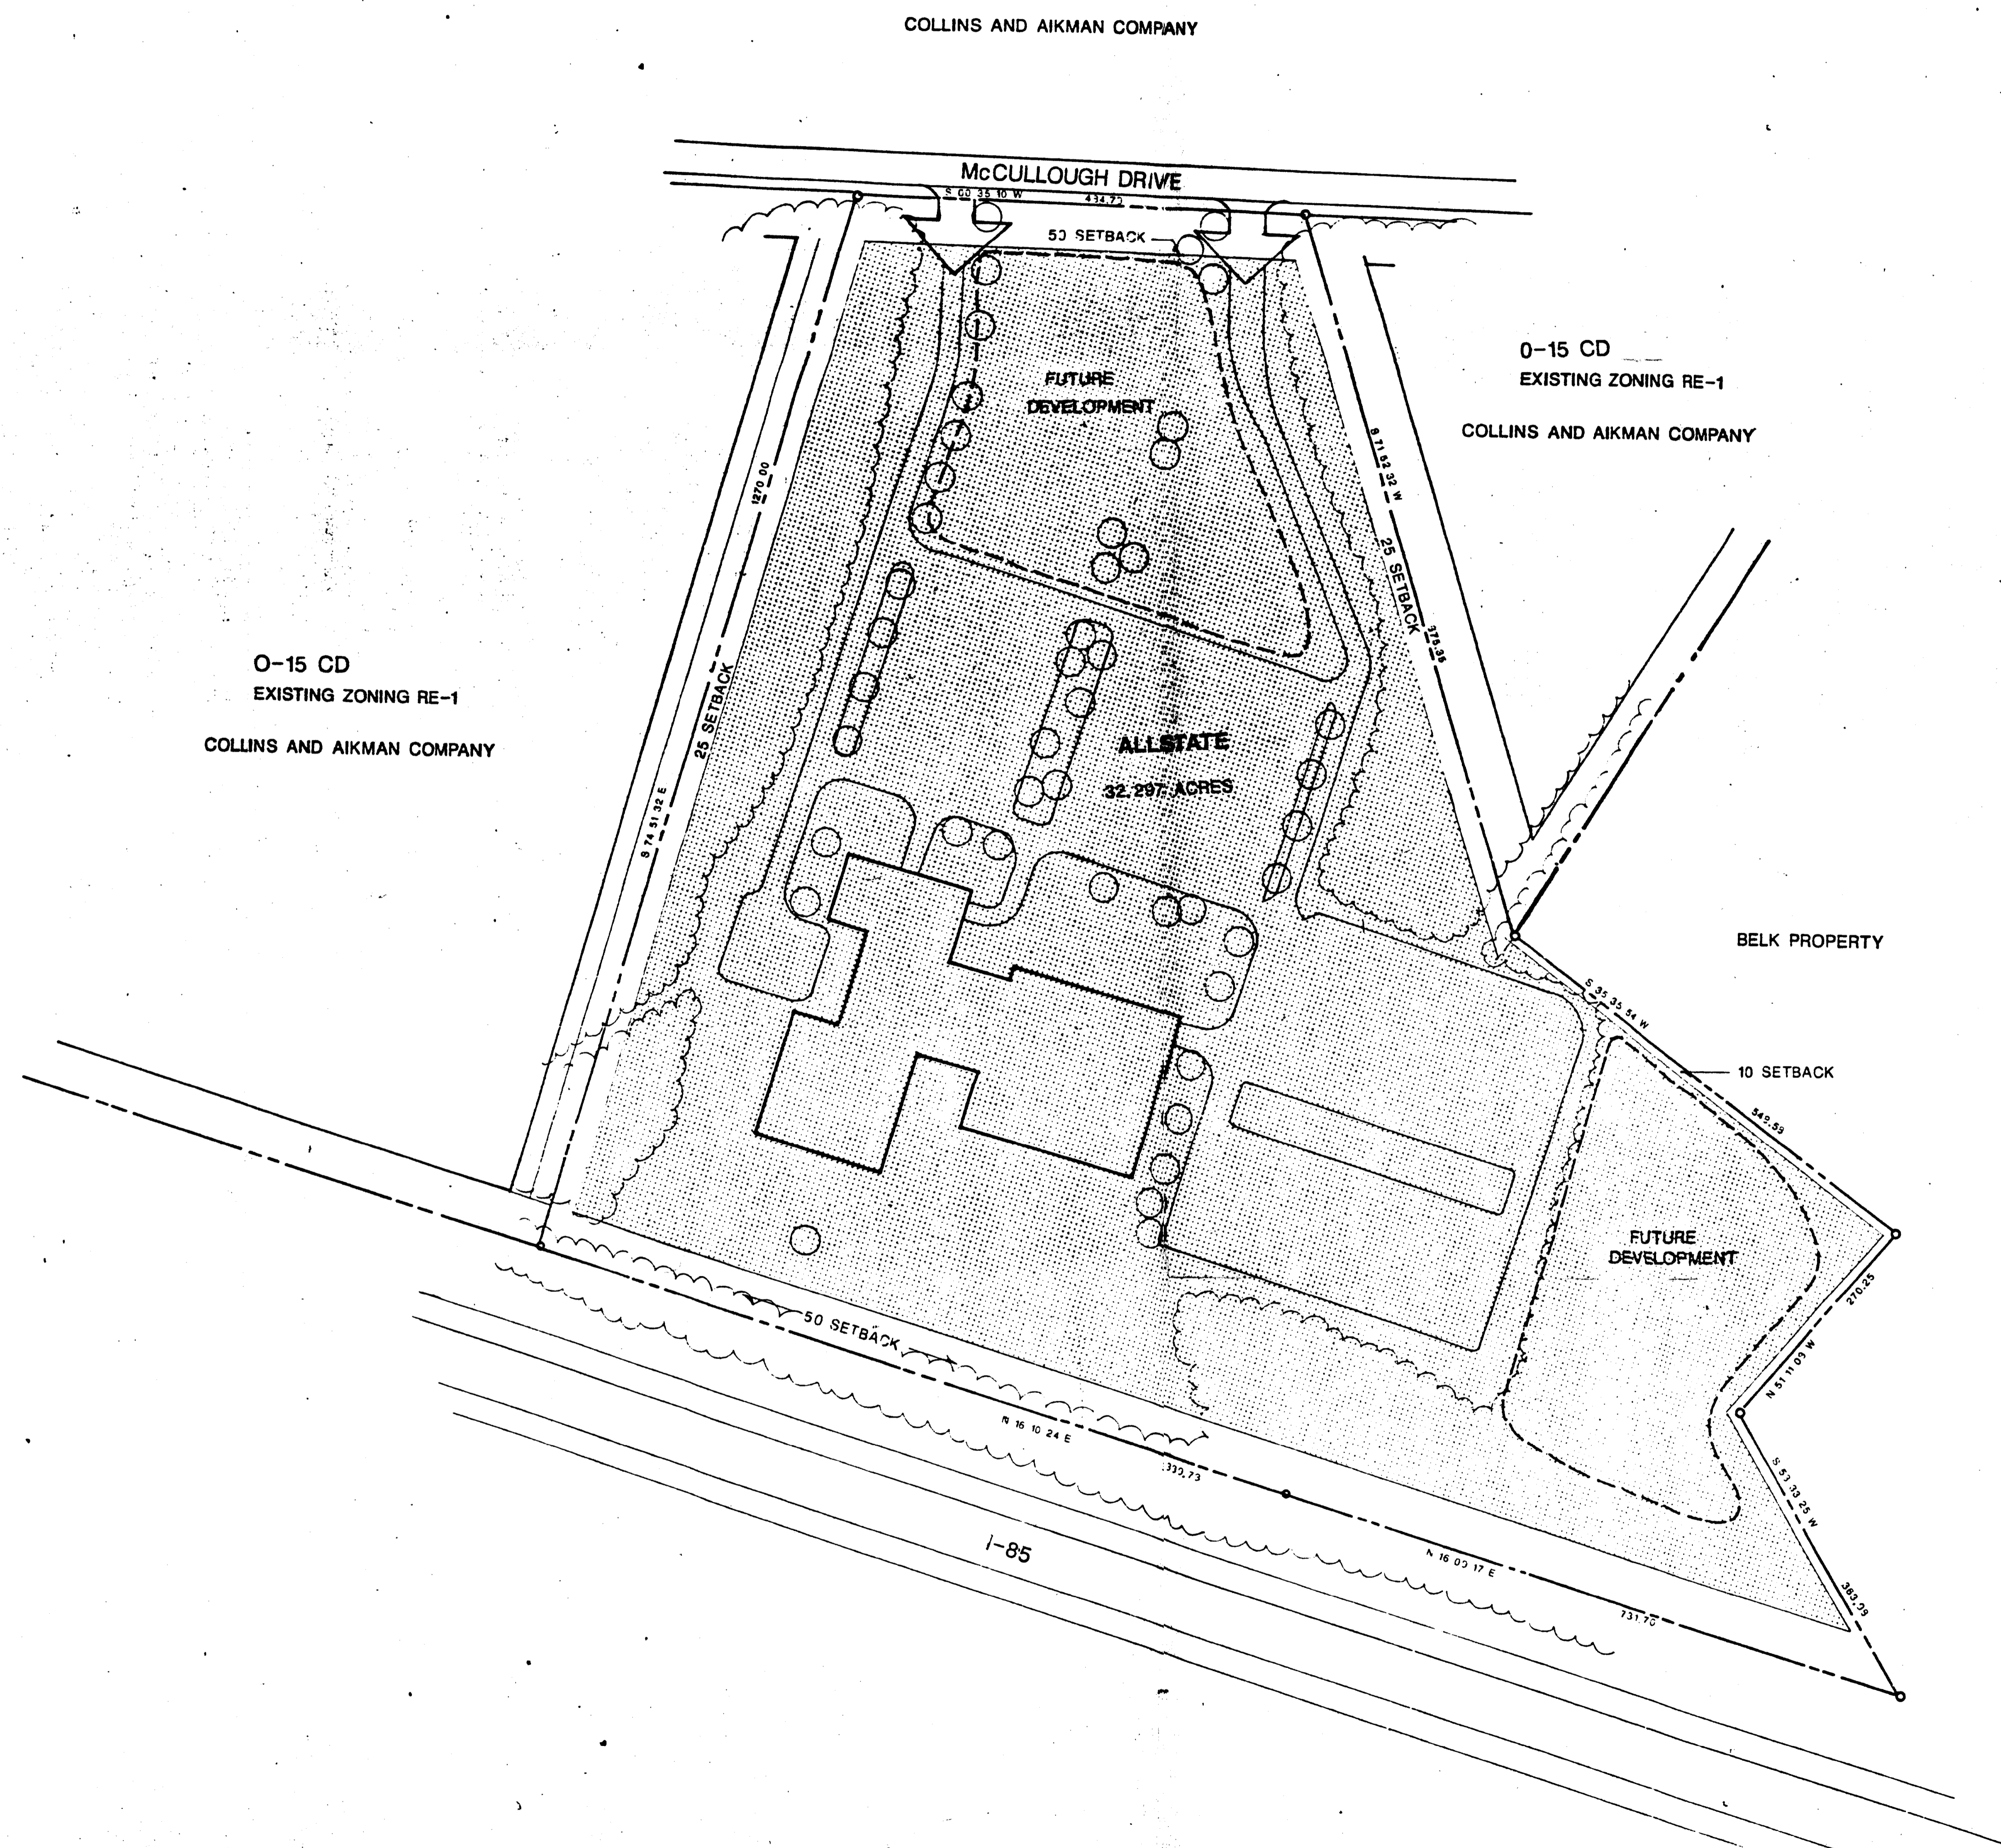 COLLINS AND AIKMAN COMPANY
McCULLOUGH DRIVE
S 00 35 10 W
434.72
50 SETBACK
FUTURE
DEVELOPMENT
0-15 CD
EXISTING ZONING RE-1
COLLINS AND AIKMAN COMPANY
S 71 52 32 W
25 SETBACK
975.35
1270.00
25 SETBACK
S 74 51 32 E
O-15 CD
EXISTING ZONING RE-1
COLLINS AND AIKMAN COMPANY
ALLSTATE
32.297 ACRES
BELK PROPERTY
S 35 35 54 W
10 SETBACK
549.59
FUTURE
DEVELOPMENT
270.25
N 51 11 09 W
50 SETBACK
N 16 10 24 E
S 53 33 25 W
363.09
I-85
N 16 00 17 E
731.70